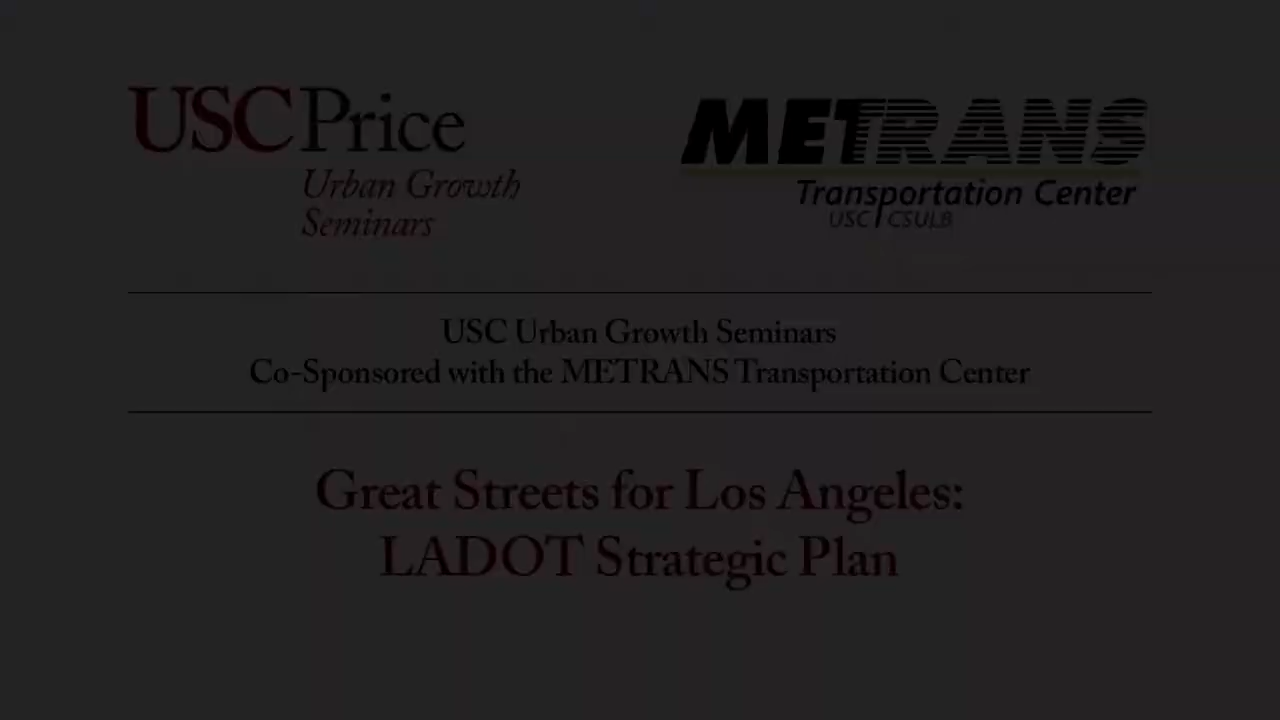 USC Price
Urban Growth
Seminars
METRANS
Transportation Center
USC CSULB
USC Urban Growth Seminars
Co-Sponsored with the METRANS Transportation Center
Great Streets for Los Angeles:
LADOT Strategic Plan